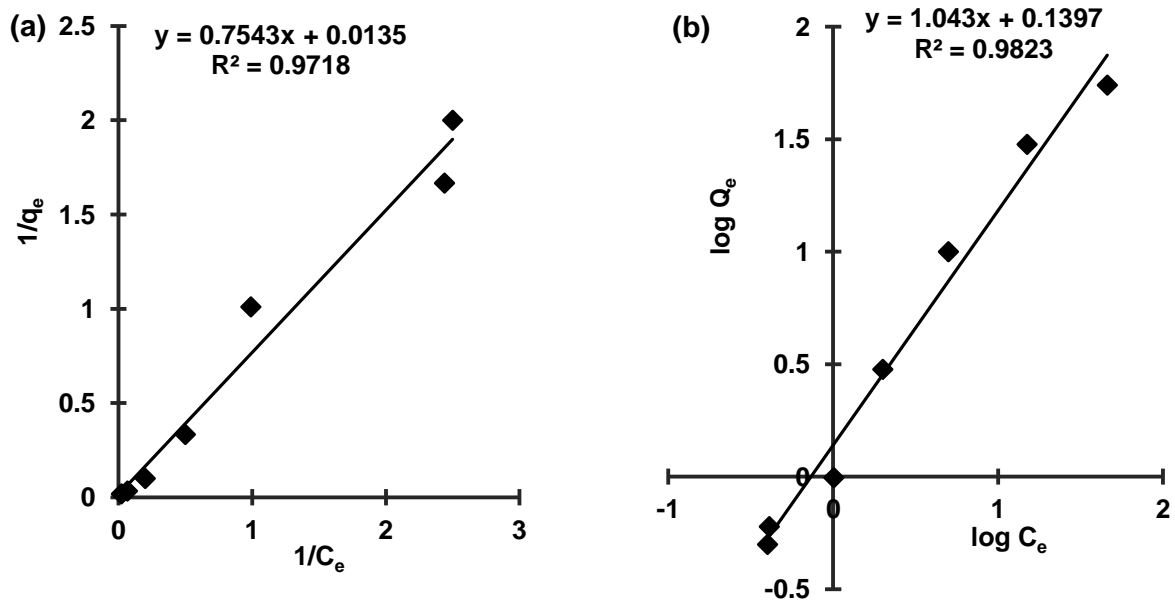 (a)
y = 0.7543x + 0.0135
R² = 0.9718
2.5
2
1.5
1
0.5
0
1/qₑ
0 1 2 3
1/Cₑ
(b)
y = 1.043x + 0.1397
R² = 0.9823
2
1.5
1
0.5
0
-0.5
log Qₑ
-1 0 1 2
log Cₑ